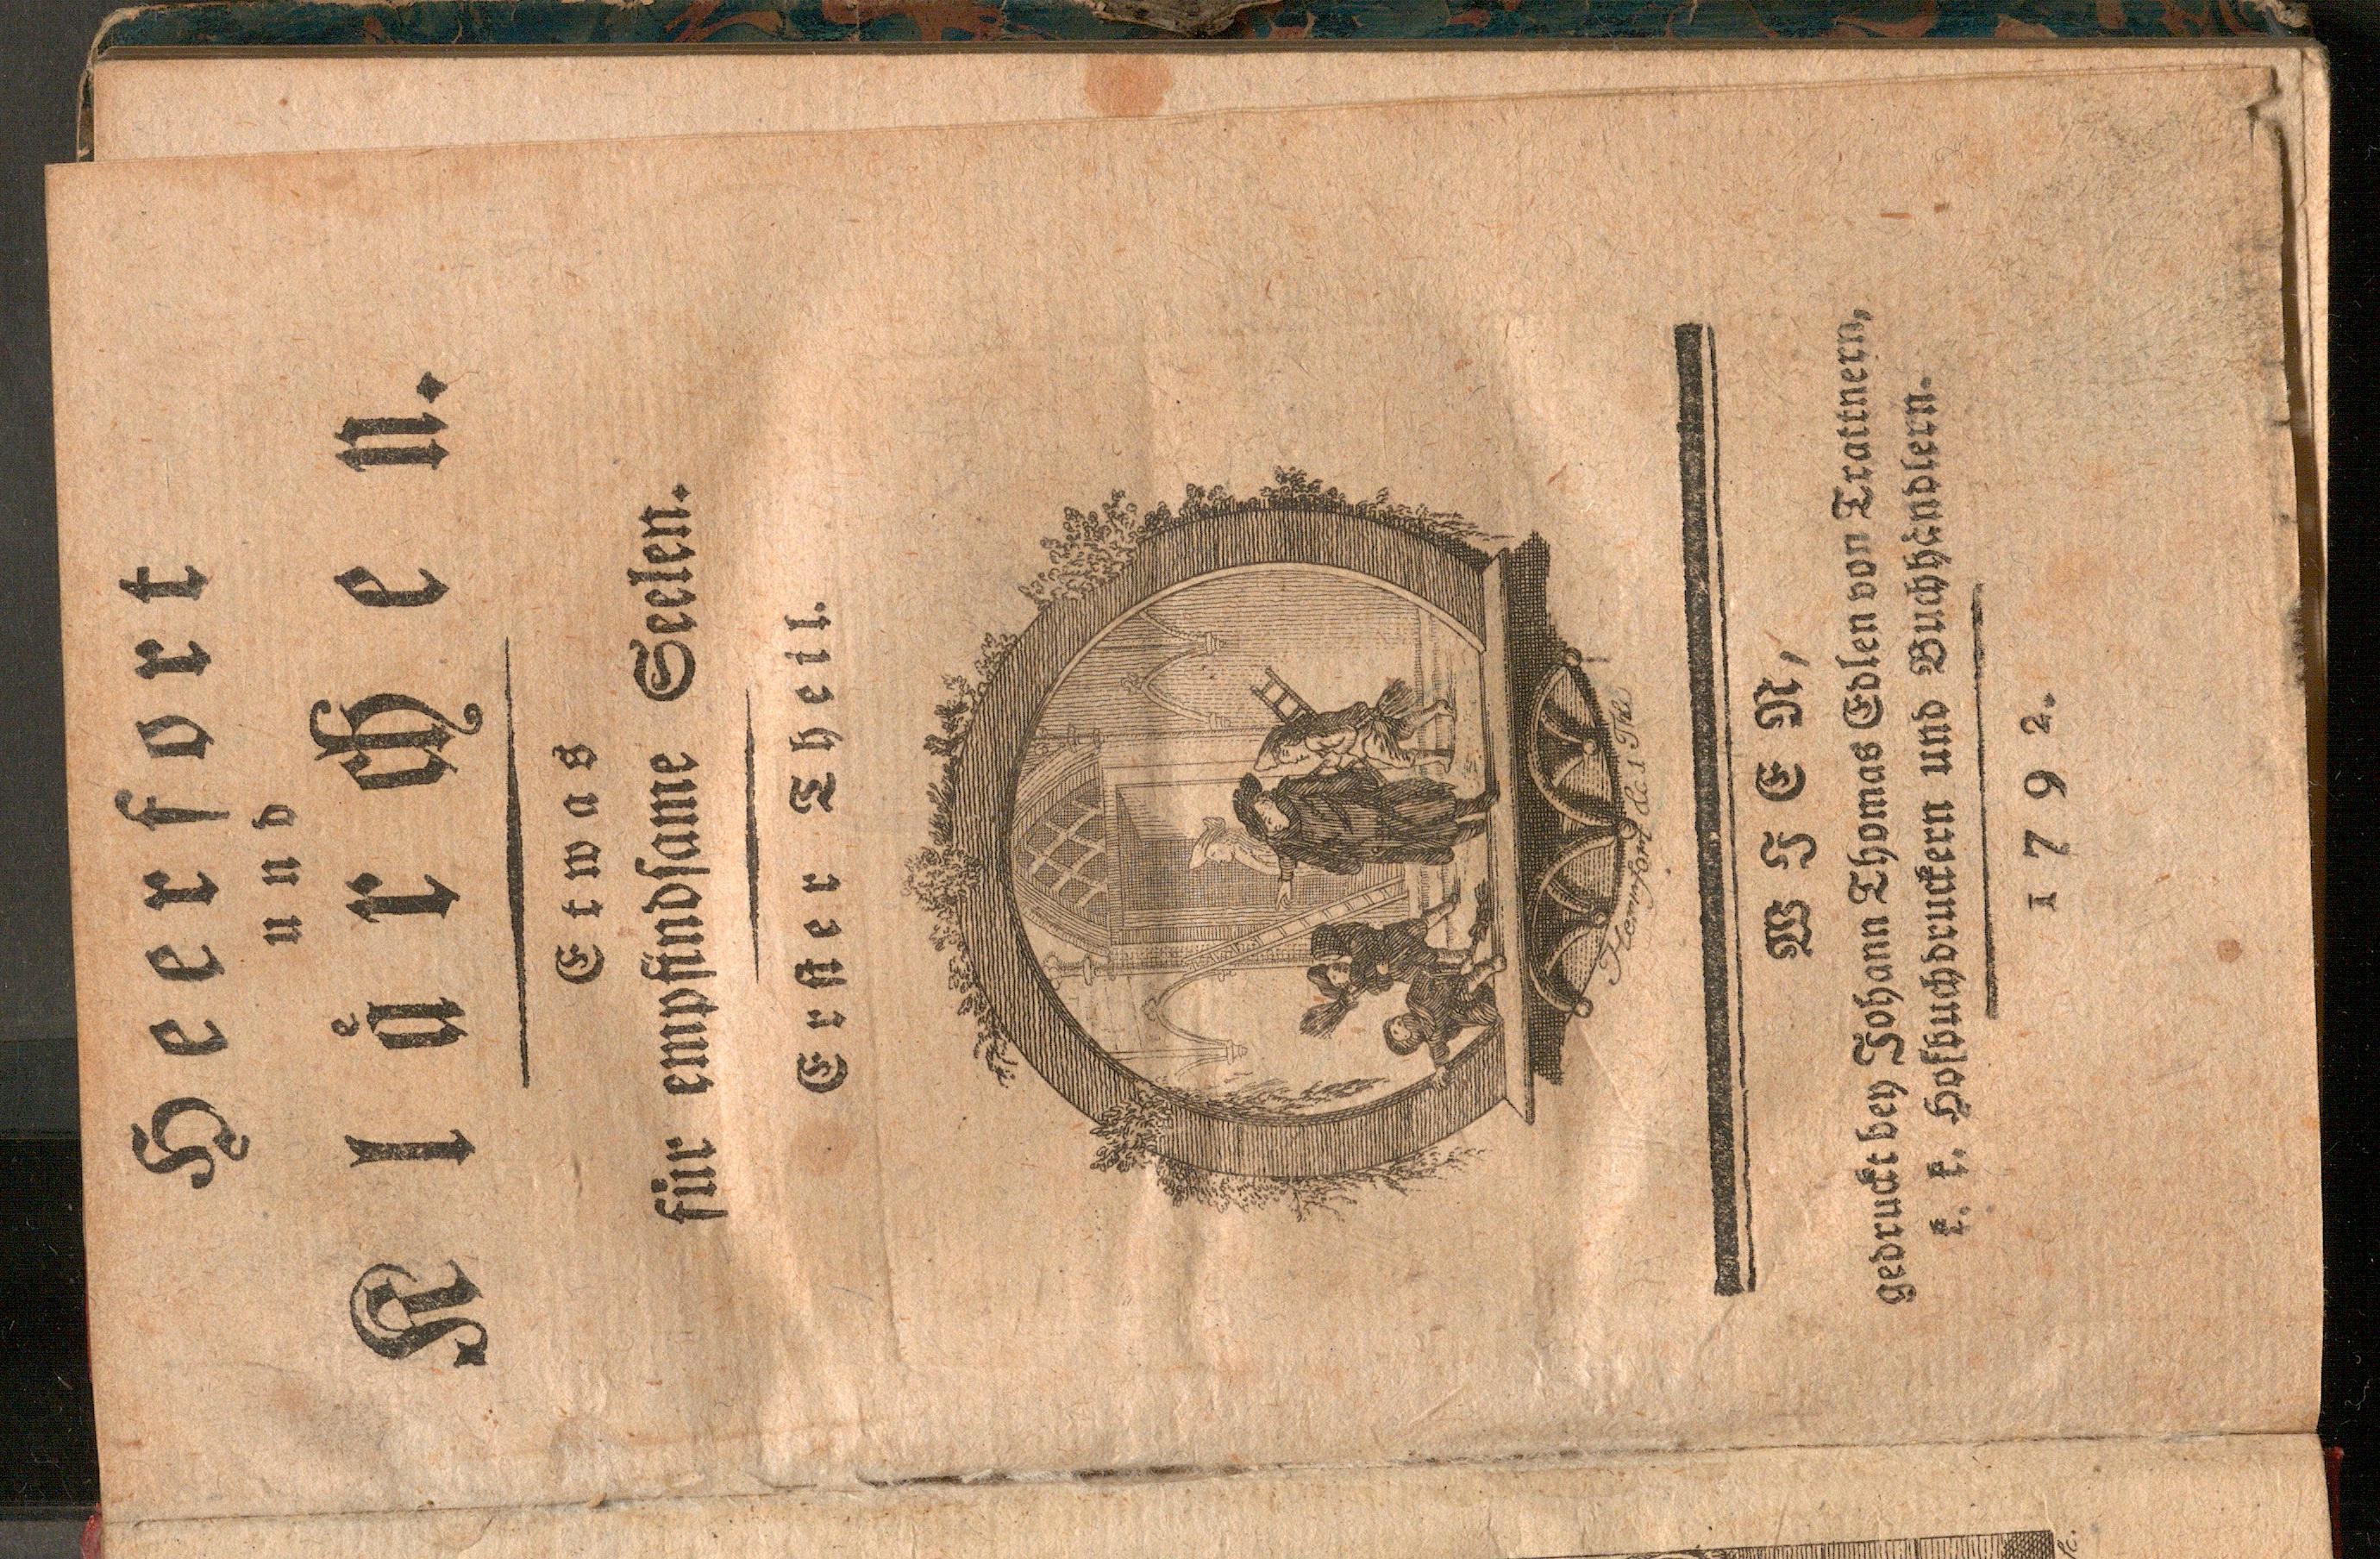 Heerfort
und
Klårchen.
Etwas
für empfindsame Seelen.
Erster Theil.
WIEN,
gedruckt bey Johann Thomas Edlen von Trattnern,
k. k. Hofbuchdruckern und Buchhändlern.
1792.